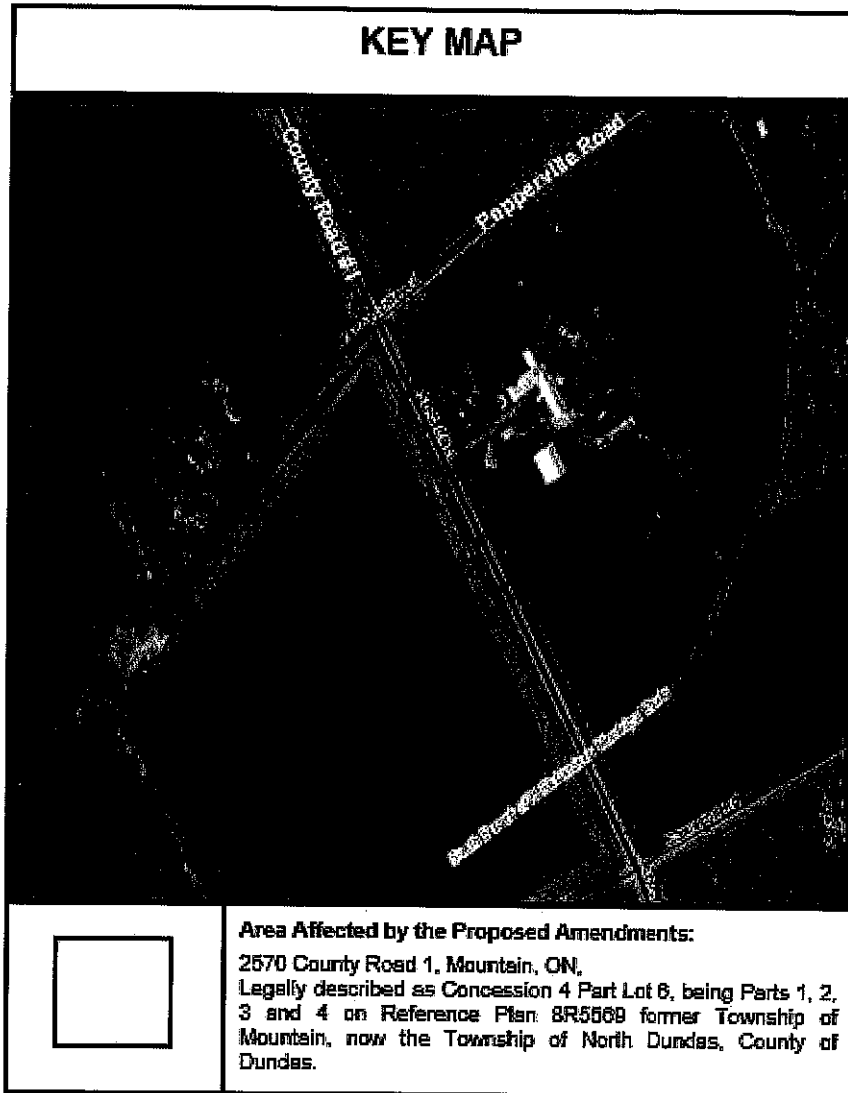 KEY MAP
County Road #1
Pepperville Road
Area Affected by the Proposed Amendments:
2570 County Road 1, Mountain, ON,
Legally described as Concession 4 Part Lot 6, being Parts 1, 2,
3 and 4 on Reference Plan 8R5569 former Township of
Mountain, now the Township of North Dundas, County of
Dundas.